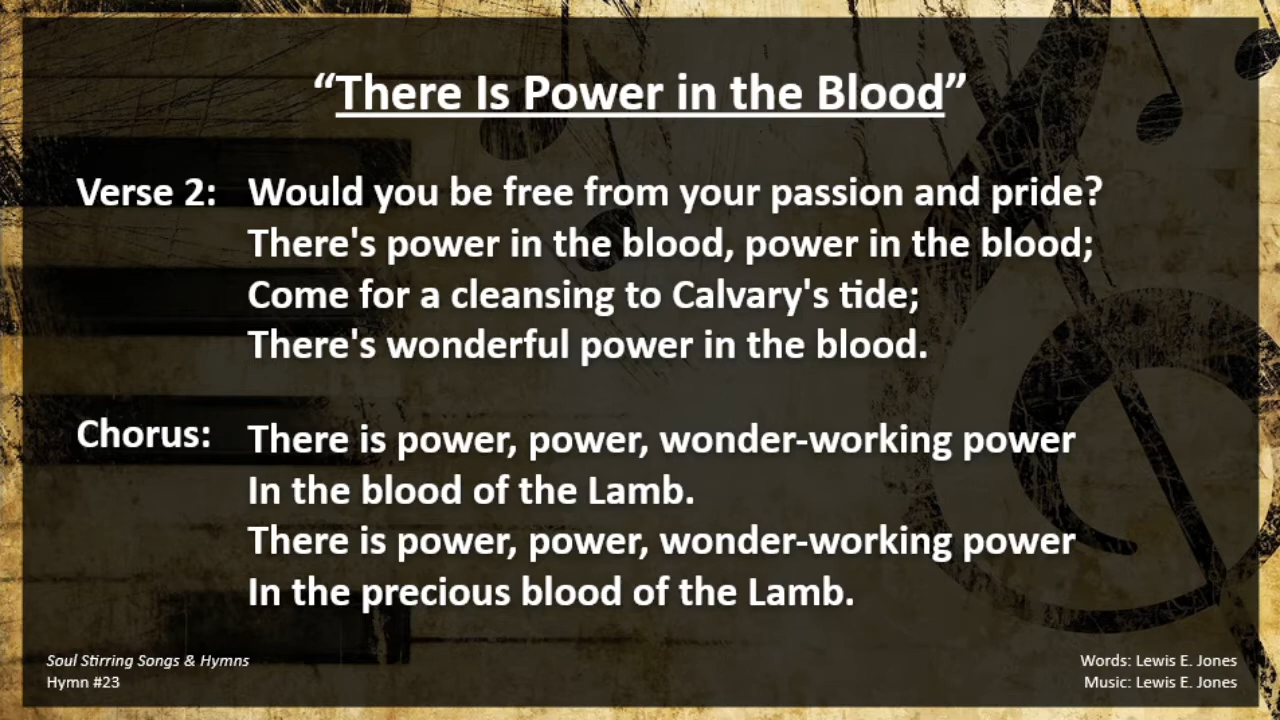 “There Is Power in the Blood”
Verse 2: Would you be free from your passion and pride?
There's power in the blood, power in the blood;
Come for a cleansing to Calvary's tide;
There's wonderful power in the blood.
Chorus: There is power, power, wonder-working power
In the blood of the Lamb.
There is power, power, wonder-working power
In the precious blood of the Lamb.
Soul Stirring Songs & Hymns
Hymn #23
Words: Lewis E. Jones
Music: Lewis E. Jones